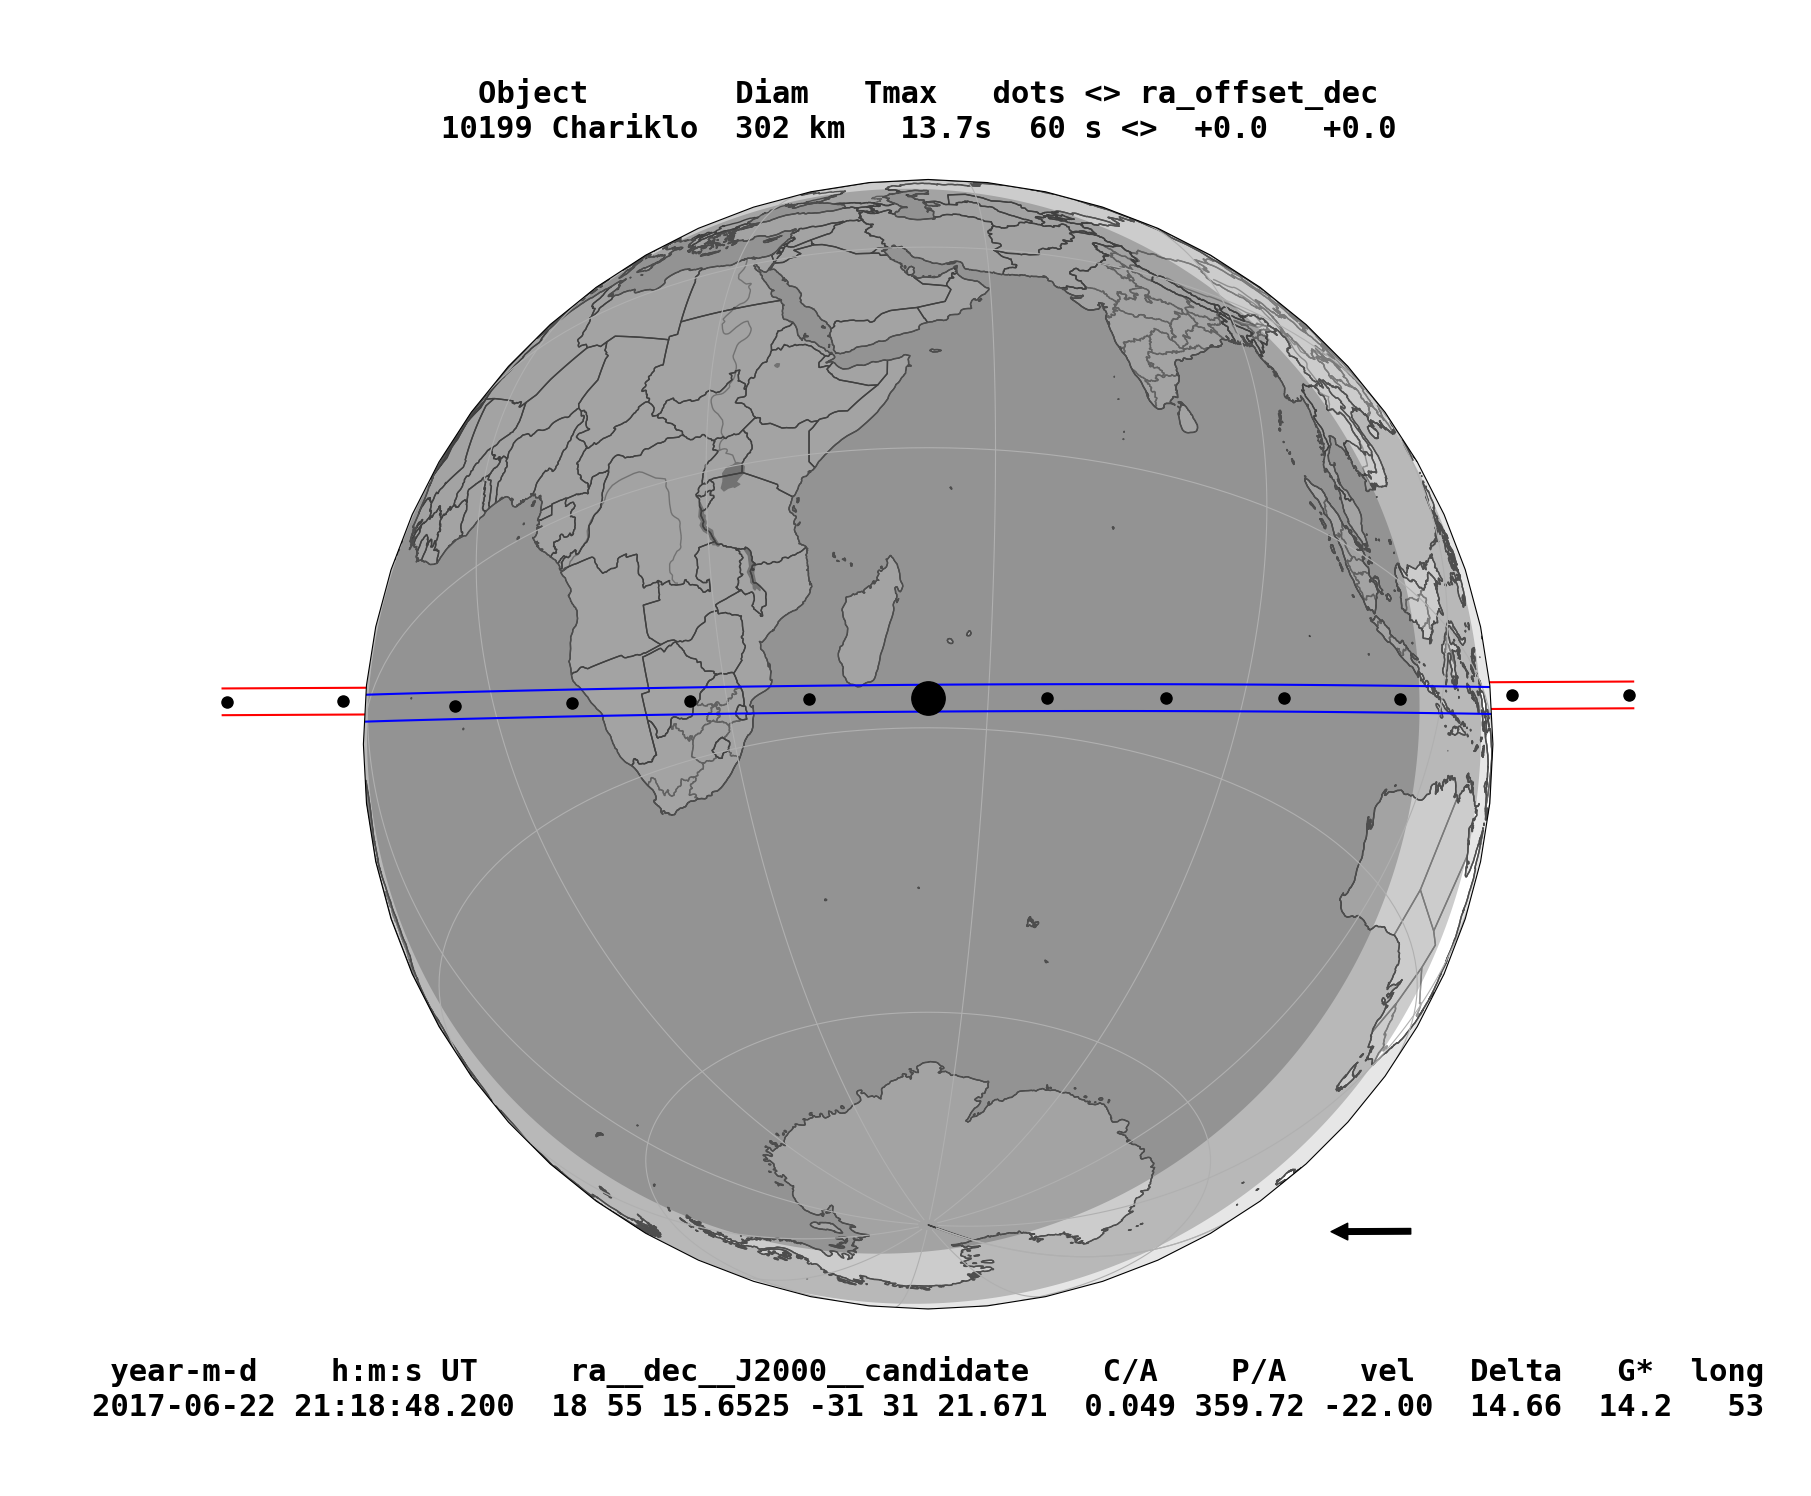 Object Diam Tmax dots <> ra_offset_dec
10199 Chariklo 302 km 13.7s 60 s <> +0.0 +0.0
year-m-d h:m:s UT ra__dec__J2000__candidate C/A P/A vel Delta G* long
2017-06-22 21:18:48.200 18 55 15.6525 -31 31 21.671 0.049 359.72 -22.00 14.66 14.2 53